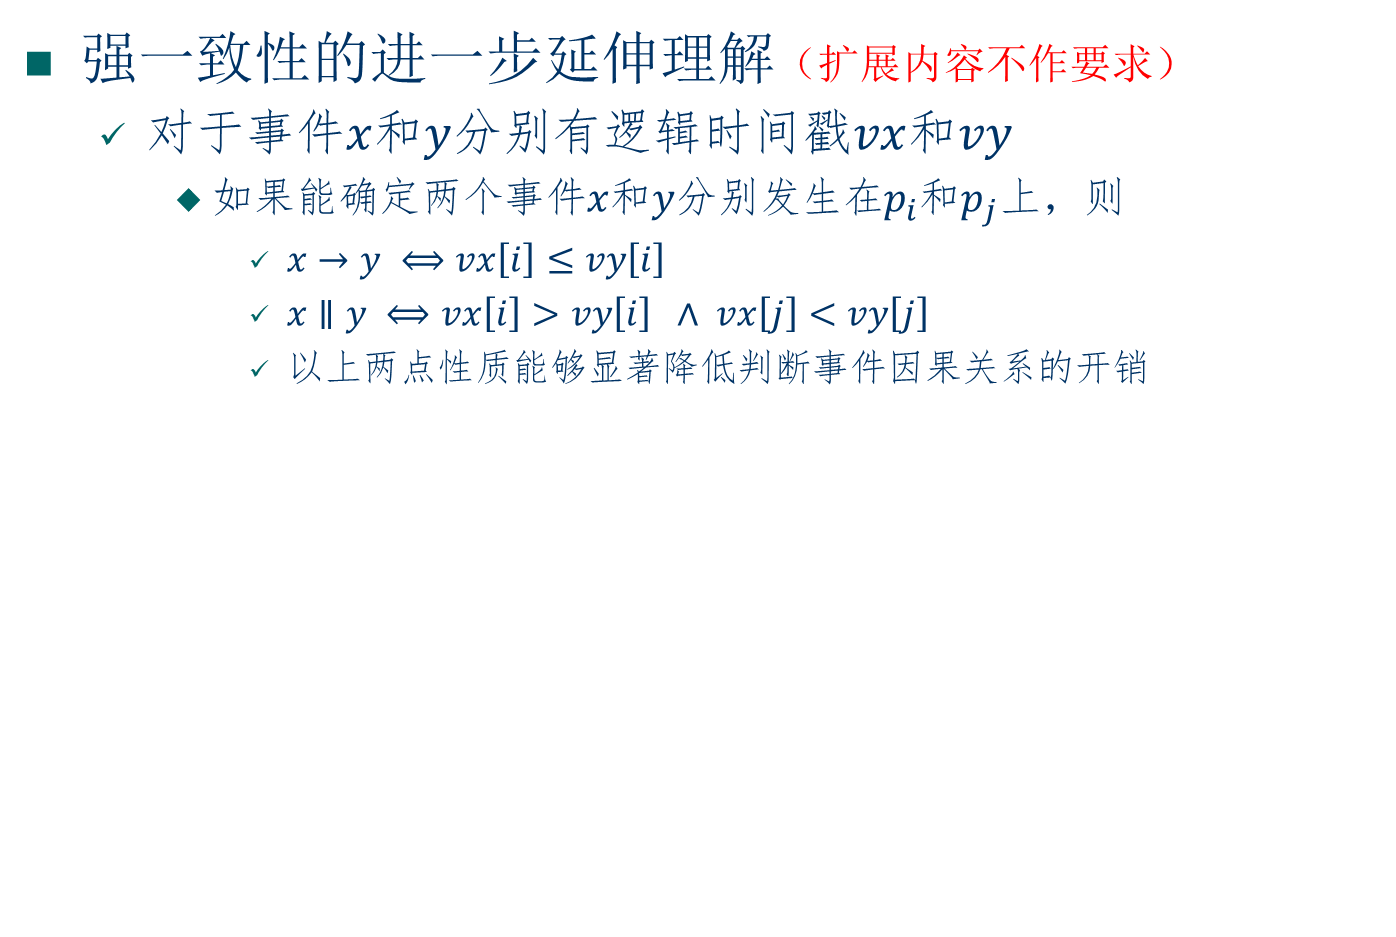 ■ 强一致性的进一步延伸理解（扩展内容不作要求）
✓ 对于事件x和y分别有逻辑时间戳vx和vy
◆ 如果能确定两个事件x和y分别发生在pᵢ和pⱼ上，则
✓ x → y ⟺ vx[i] ≤ vy[i]
✓ x ∥ y ⟺ vx[i] > vy[i] ∧ vx[j] < vy[j]
✓ 以上两点性质能够显著降低判断事件因果关系的开销